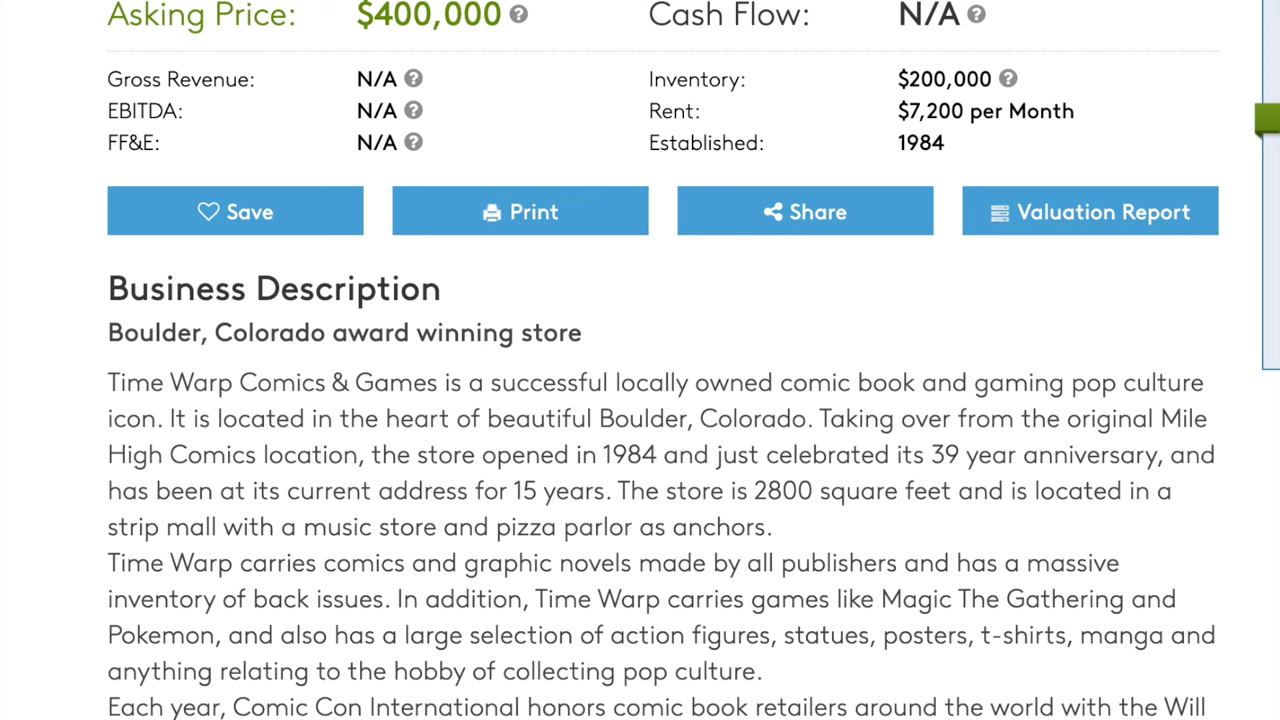 Asking Price: $400,000 Cash Flow: N/A
Gross Revenue: N/A Inventory: $200,000
EBITDA: N/A Rent: $7,200 per Month
FF&E: N/A Established: 1984
Save Print Share Valuation Report
Business Description
Boulder, Colorado award winning store
Time Warp Comics & Games is a successful locally owned comic book and gaming pop culture
icon. It is located in the heart of beautiful Boulder, Colorado. Taking over from the original Mile
High Comics location, the store opened in 1984 and just celebrated its 39 year anniversary, and
has been at its current address for 15 years. The store is 2800 square feet and is located in a
strip mall with a music store and pizza parlor as anchors.
Time Warp carries comics and graphic novels made by all publishers and has a massive
inventory of back issues. In addition, Time Warp carries games like Magic The Gathering and
Pokemon, and also has a large selection of action figures, statues, posters, t-shirts, manga and
anything relating to the hobby of collecting pop culture.
Each year, Comic Con International honors comic book retailers around the world with the Will